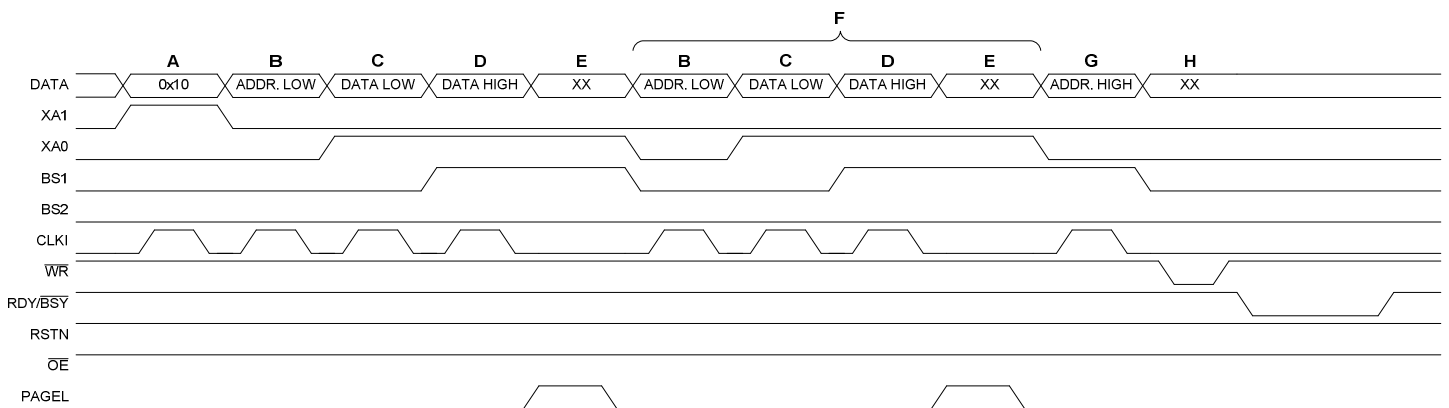 F
A B C D E B C D E G H
DATA 0x10 ADDR. LOW DATA LOW DATA HIGH XX ADDR. LOW DATA LOW DATA HIGH XX ADDR. HIGH XX
XA1
XA0
BS1
BS2
CLKI
WR
RDY/BSY
RSTN
OE
PAGEL